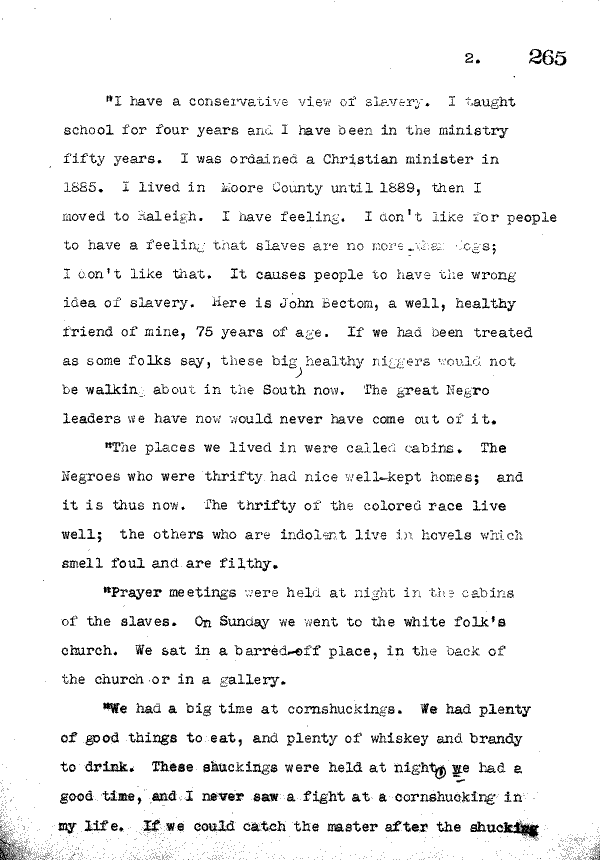 2. 265
"I have a conservative view of slavery. I taught
school for four years and I have been in the ministry
fifty years. I was ordained a Christian minister in
1885. I lived in Moore County until 1889, then I
moved to Raleigh. I have feeling. I don't like for people
to have a feeling that slaves are no more than dogs;
I don't like that. It causes people to have the wrong
idea of slavery. Here is John Bectom, a well, healthy
friend of mine, 75 years of age. If we had been treated
as some folks say, these big, healthy niggers would not
be walking about in the South now. The great Negro
leaders we have now would never have come out of it.
"The places we lived in were called cabins. The
Negroes who were thrifty had nice well-kept homes; and
it is thus now. The thrifty of the colored race live
well; the others who are indolent live in hovels which
smell foul and are filthy.
"Prayer meetings were held at night in the cabins
of the slaves. On Sunday we went to the white folk's
church. We sat in a barred-off place, in the back of
the church or in a gallery.
"We had a big time at cornshuckings. We had plenty
of good things to eat, and plenty of whiskey and brandy
to drink. These shuckings were held at night, we had a
good time, and I never saw a fight at a cornshucking in
my life. If we could catch the master after the shucking